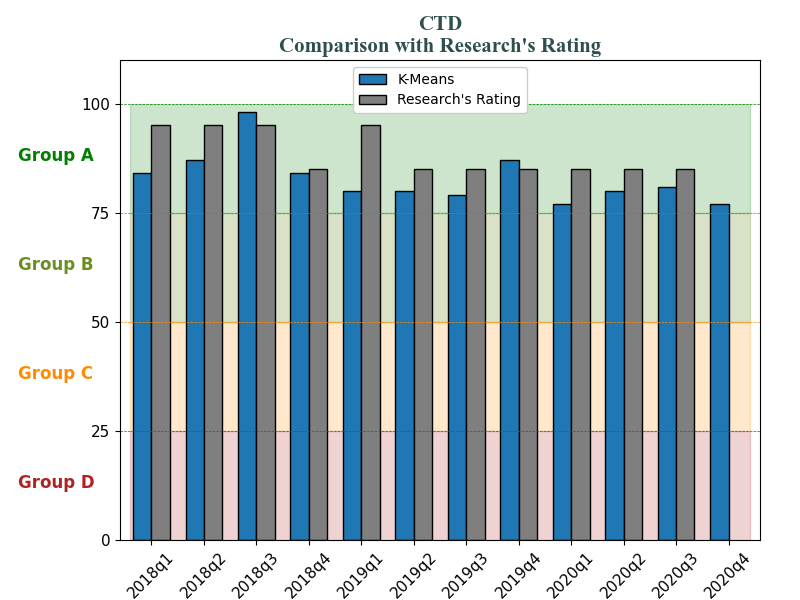 CTD
Comparison with Research's Rating
K-Means
Research's Rating
100
Group A
75
Group B
50
Group C
25
Group D
0
2018q1
2018q2
2018q3
2018q4
2019q1
2019q2
2019q3
2019q4
2020q1
2020q2
2020q3
2020q4